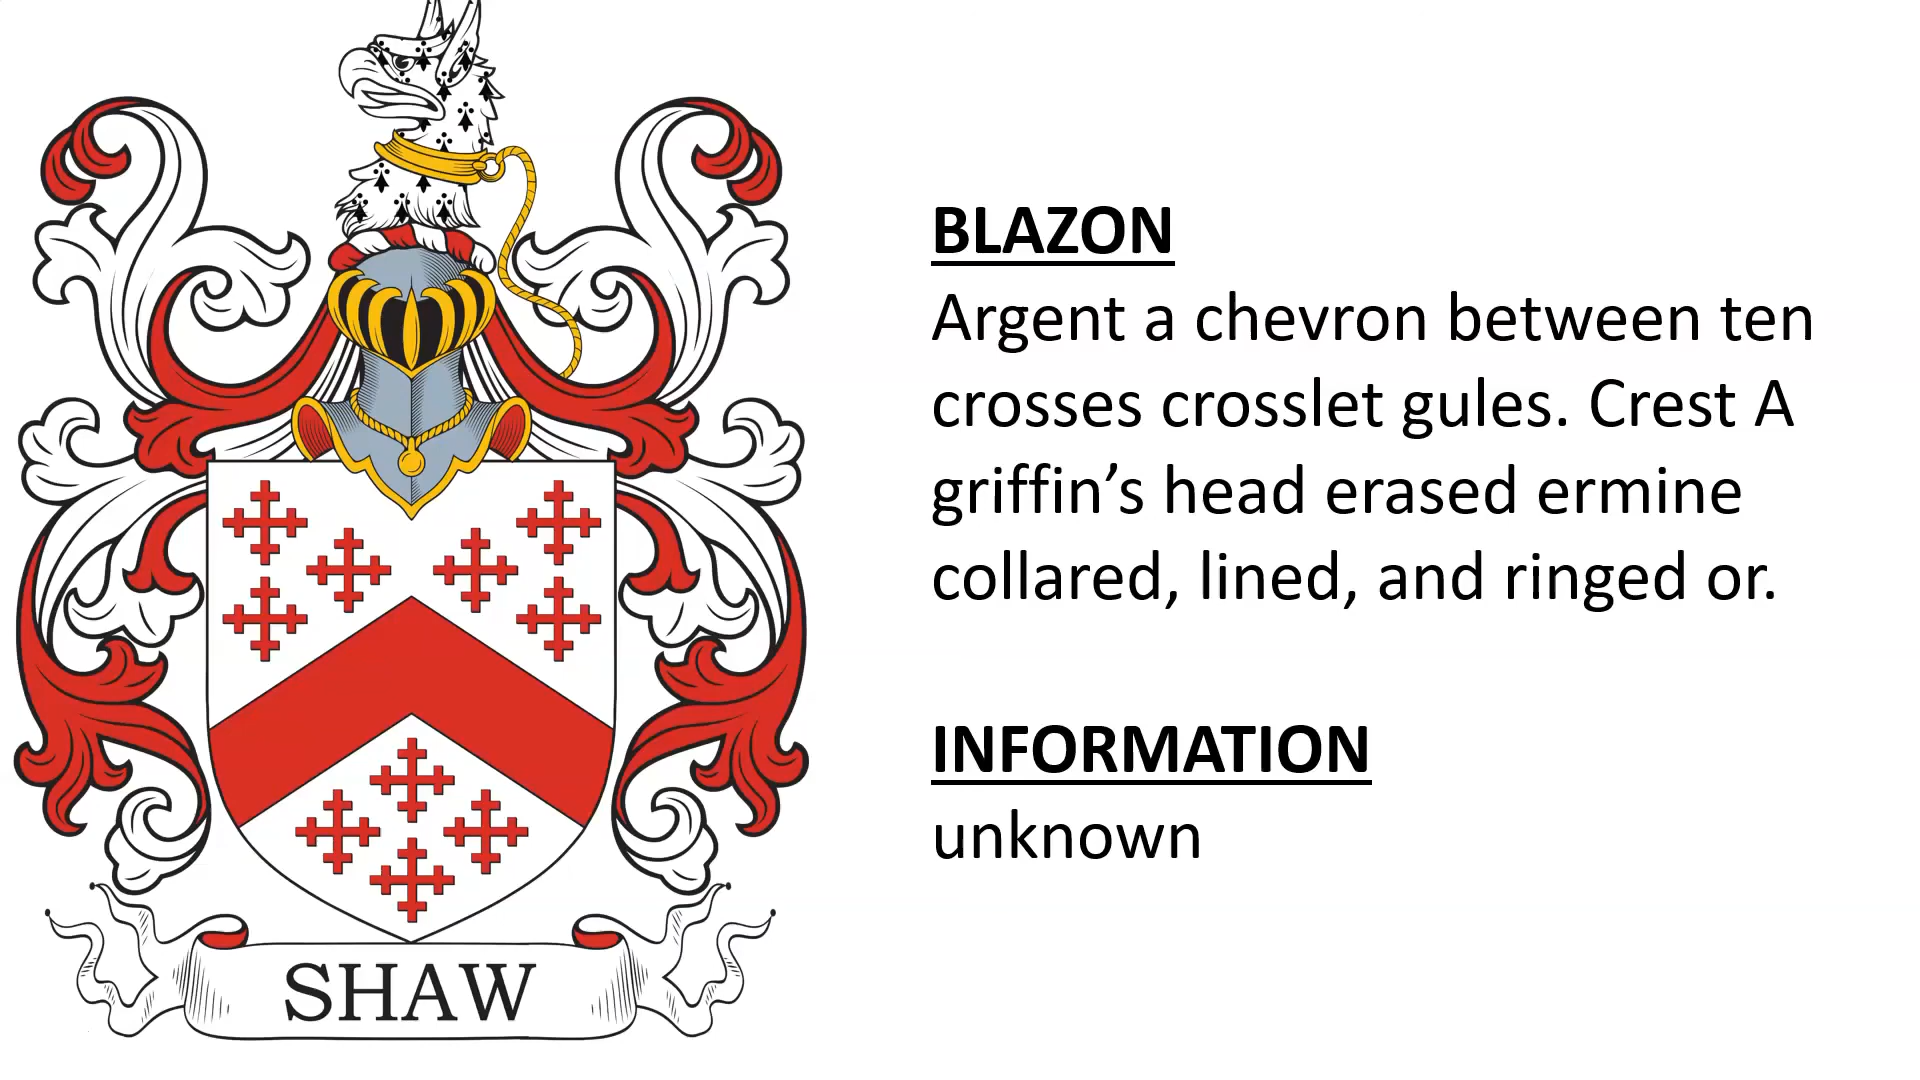 BLAZON
Argent a chevron between ten
crosses crosslet gules. Crest A
griffin’s head erased ermine
collared, lined, and ringed or.
INFORMATION
unknown
SHAW